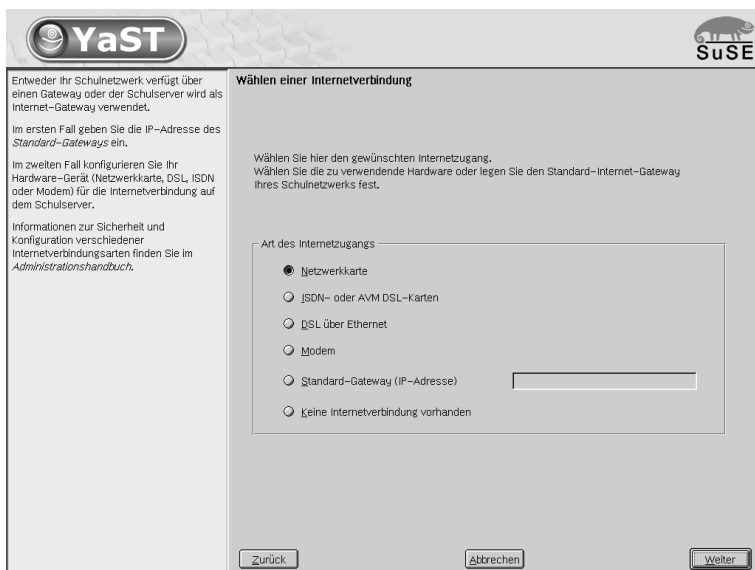 YaST
SuSE
Entweder Ihr Schulnetzwerk verfügt über
einen Gateway oder der Schulserver wird als
Internet-Gateway verwendet.
Im ersten Fall geben Sie die IP-Adresse des
Standard-Gateways ein.
Im zweiten Fall konfigurieren Sie Ihr
Hardware-Gerät (Netzwerkkarte, DSL, ISDN
oder Modem) für die Internetverbindung auf
dem Schulserver.
Informationen zur Sicherheit und
Konfiguration verschiedener
Internetverbindungsarten finden Sie im
Administrationshandbuch.
Wählen einer Internetverbindung
Wählen Sie hier den gewünschten Internetzugang.
Wählen Sie die zu verwendende Hardware oder legen Sie den Standard-Internet-Gateway
Ihres Schulnetzwerks fest.
Art des Internetzugangs
Netzwerkkarte
ISDN- oder AVM DSL-Karten
DSL über Ethernet
Modem
Standard-Gateway (IP-Adresse)
Keine Internetverbindung vorhanden
Zurück
Abbrechen
Weiter